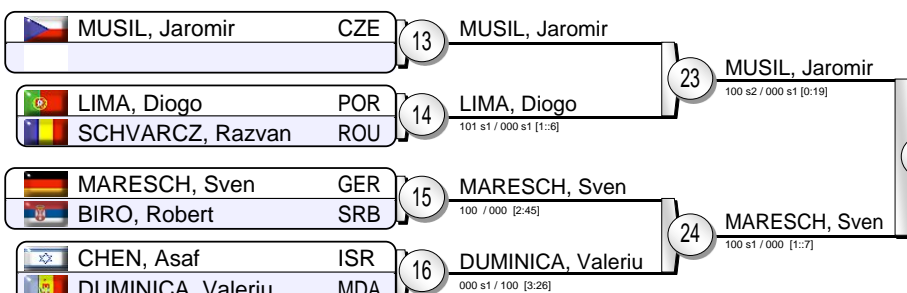 MUSIL, Jaromir CZE
13
MUSIL, Jaromir
LIMA, Diogo POR
SCHVARCZ, Razvan ROU
14
LIMA, Diogo
101 s1 / 000 s1 [1::6]
23
MUSIL, Jaromir
100 s2 / 000 s1 [0:19]
MARESCH, Sven GER
BIRO, Robert SRB
15
MARESCH, Sven
100 / 000 [2:45]
CHEN, Asaf ISR
DUMINICA, Valeriu MDA
16
DUMINICA, Valeriu
000 s1 / 100 [3:26]
24
MARESCH, Sven
100 s1 / 000 [1::7]